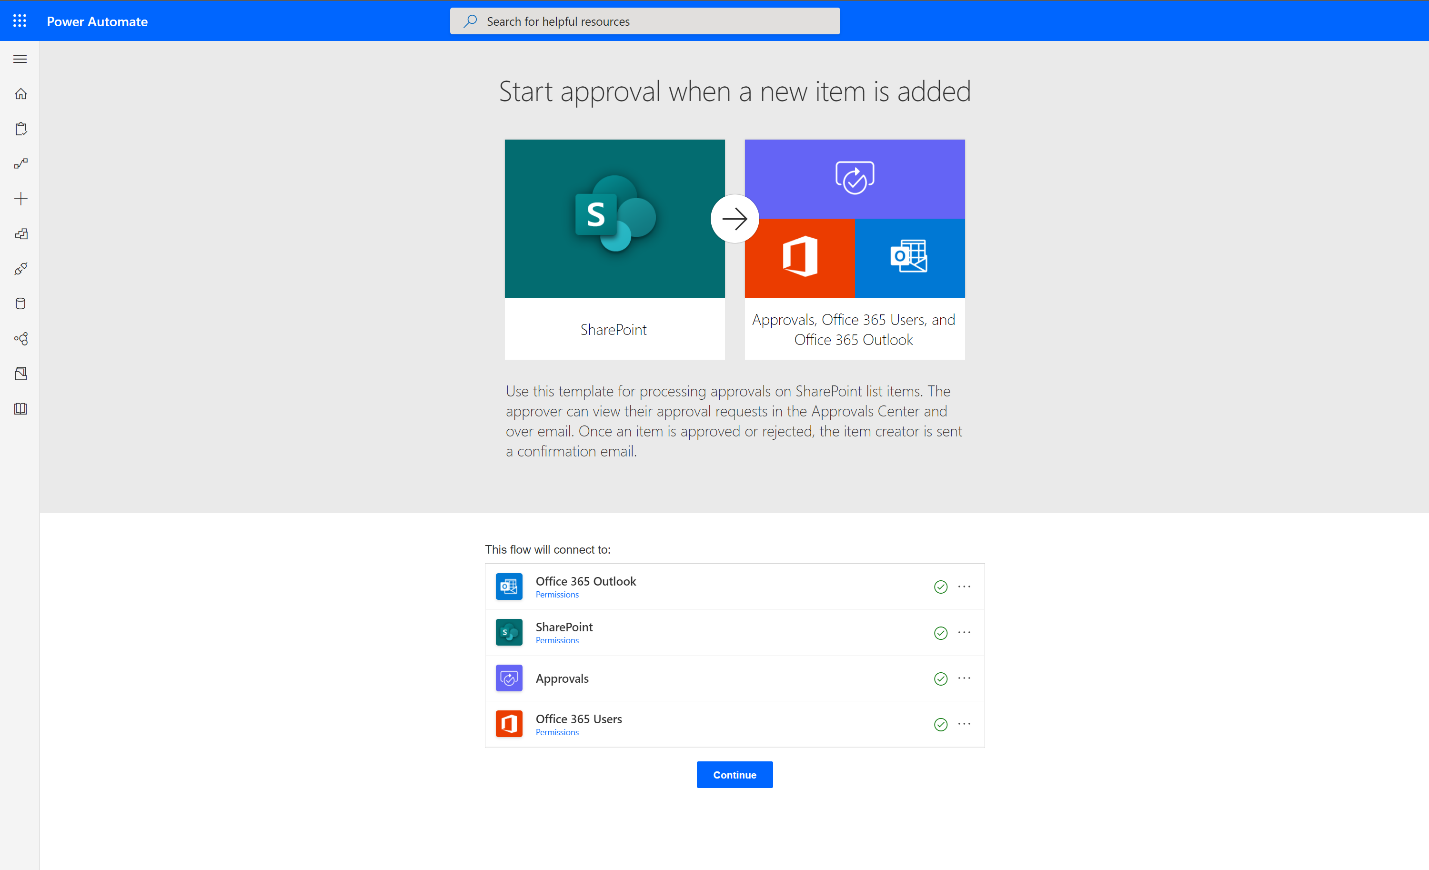 Power Automate
Search for helpful resources
Start approval when a new item is added
S
SharePoint
Approvals, Office 365 Users, and
Office 365 Outlook
Use this template for processing approvals on SharePoint list items. The
approver can view their approval requests in the Approvals Center and
over email. Once an item is approved or rejected, the item creator is sent
a confirmation email.
This flow will connect to:
Office 365 Outlook
Permissions
SharePoint
Permissions
Approvals
Office 365 Users
Permissions
Continue